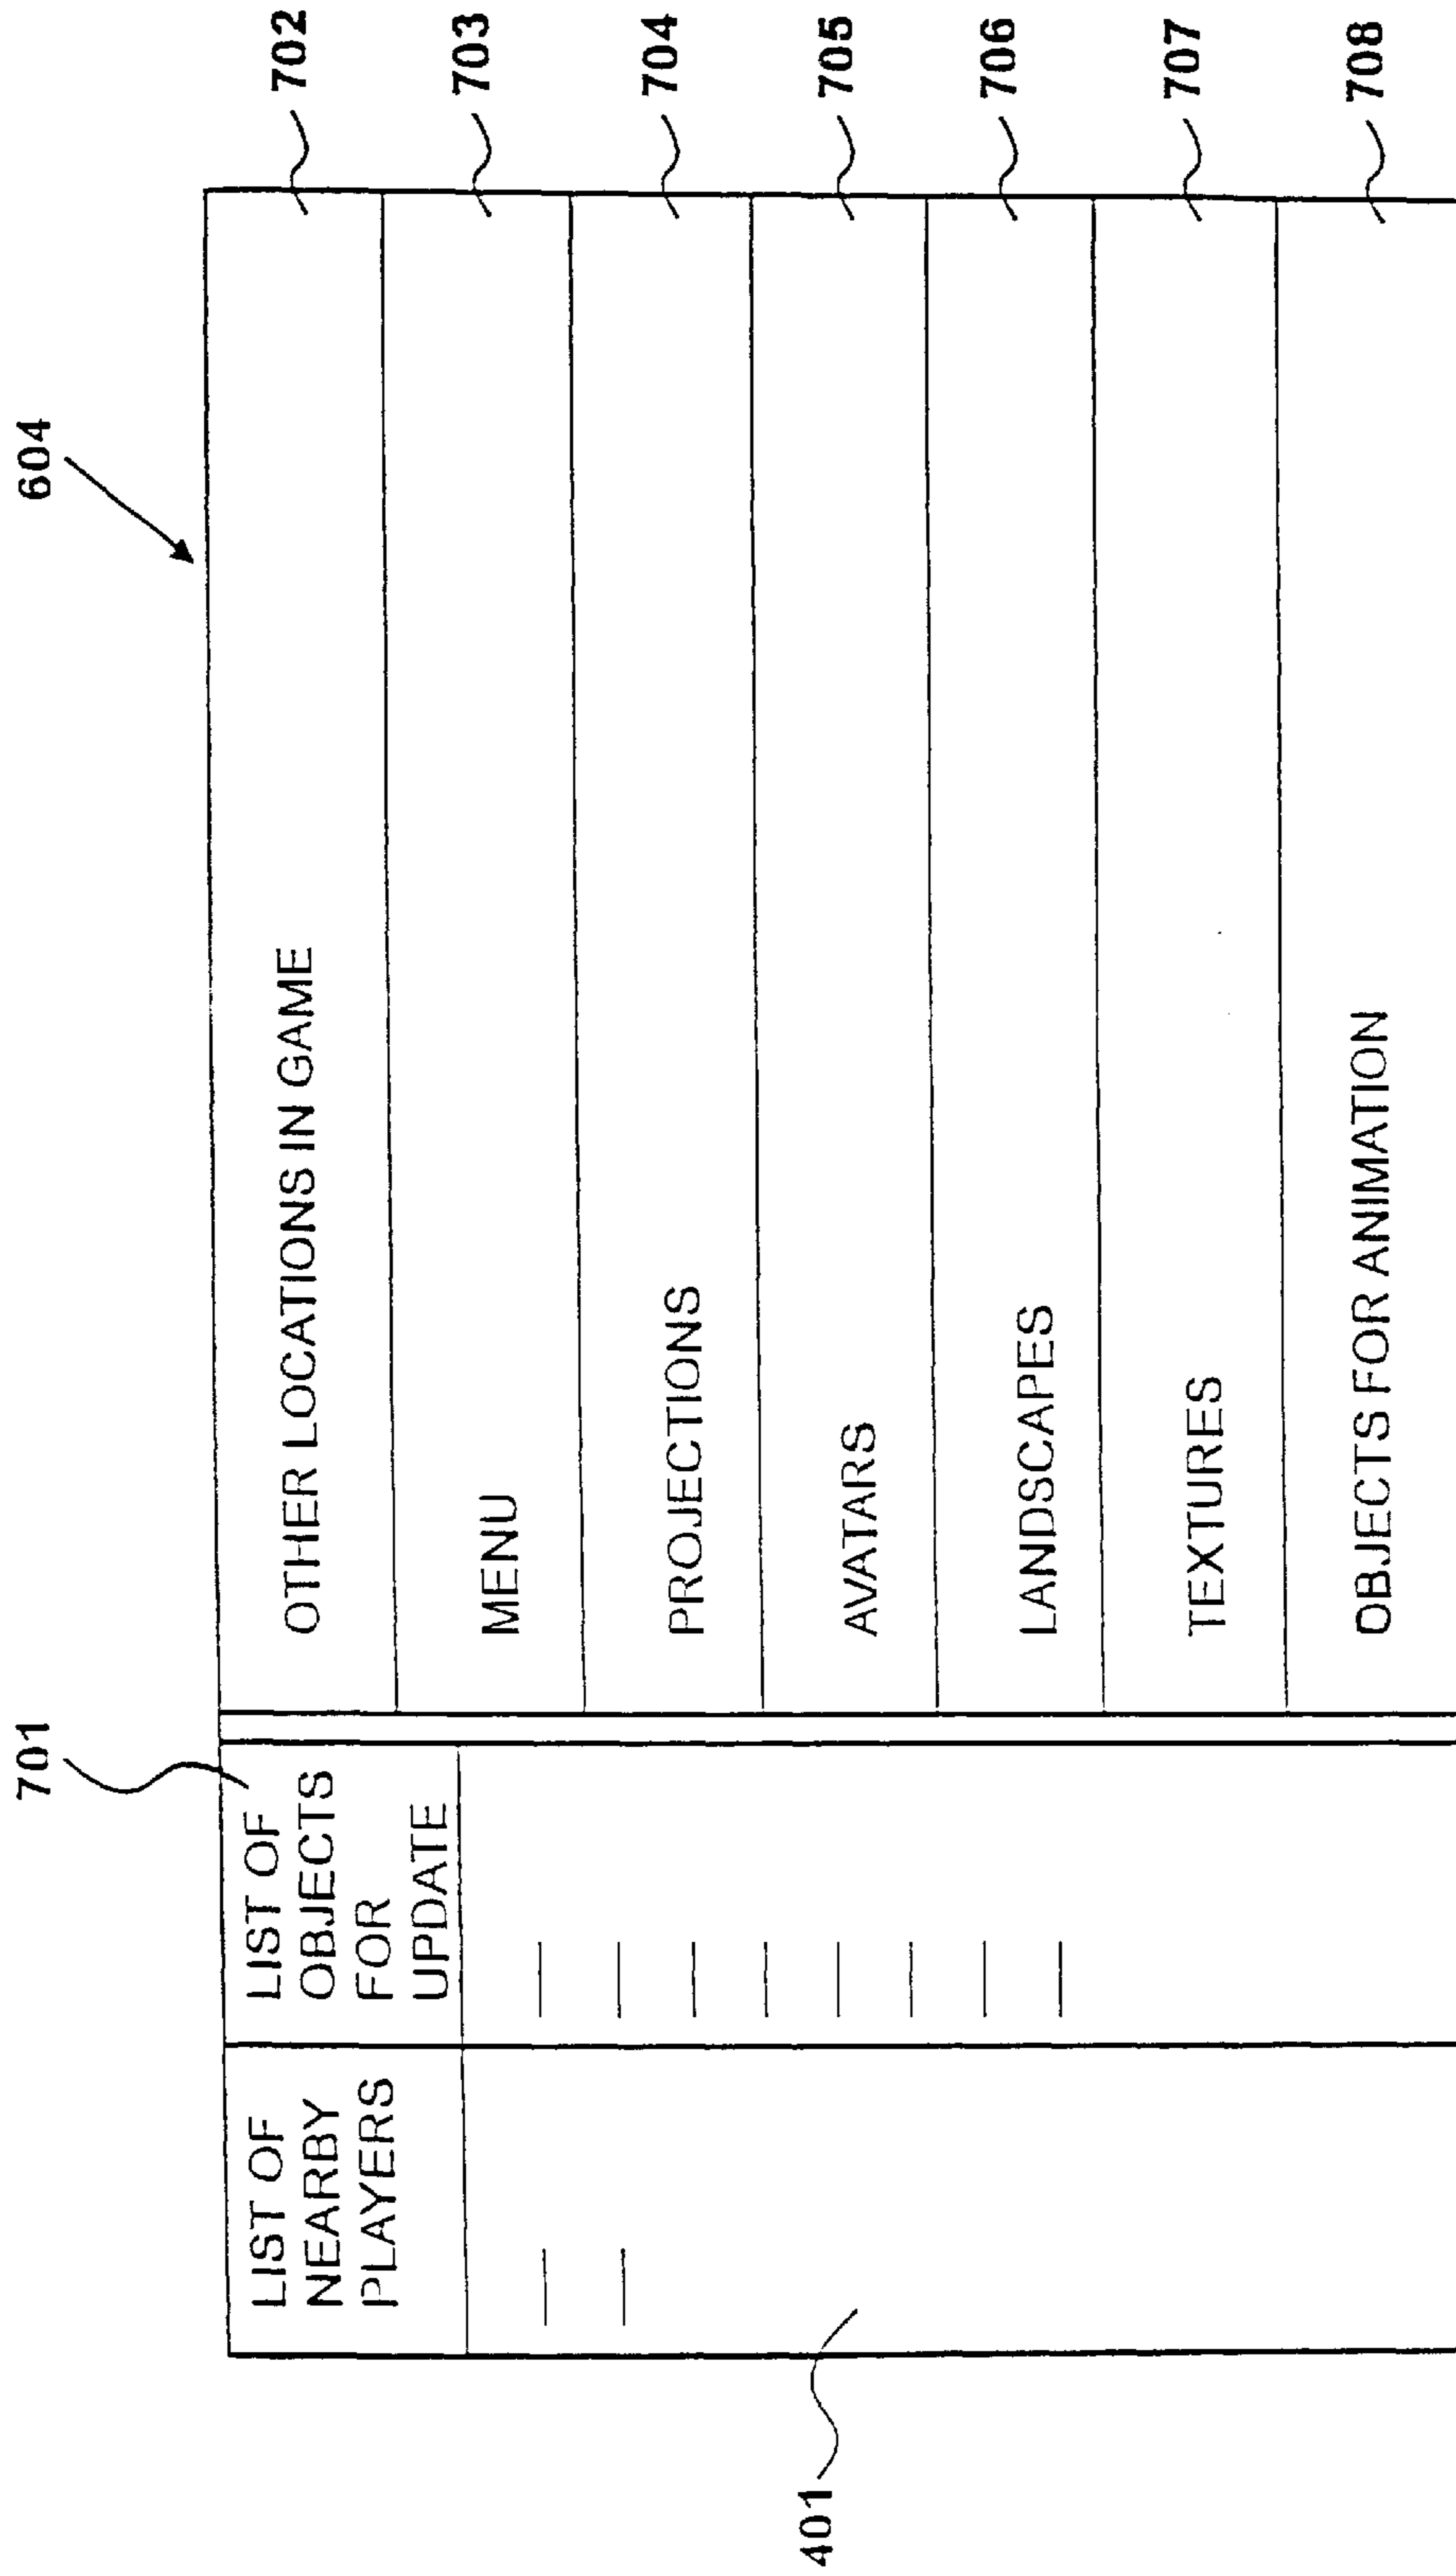 604
701
LIST OF
NEARBY
PLAYERS
LIST OF
OBJECTS
FOR
UPDATE
OTHER LOCATIONS IN GAME
702
MENU
703
PROJECTIONS
704
AVATARS
705
LANDSCAPES
706
TEXTURES
707
OBJECTS FOR ANIMATION
708
401